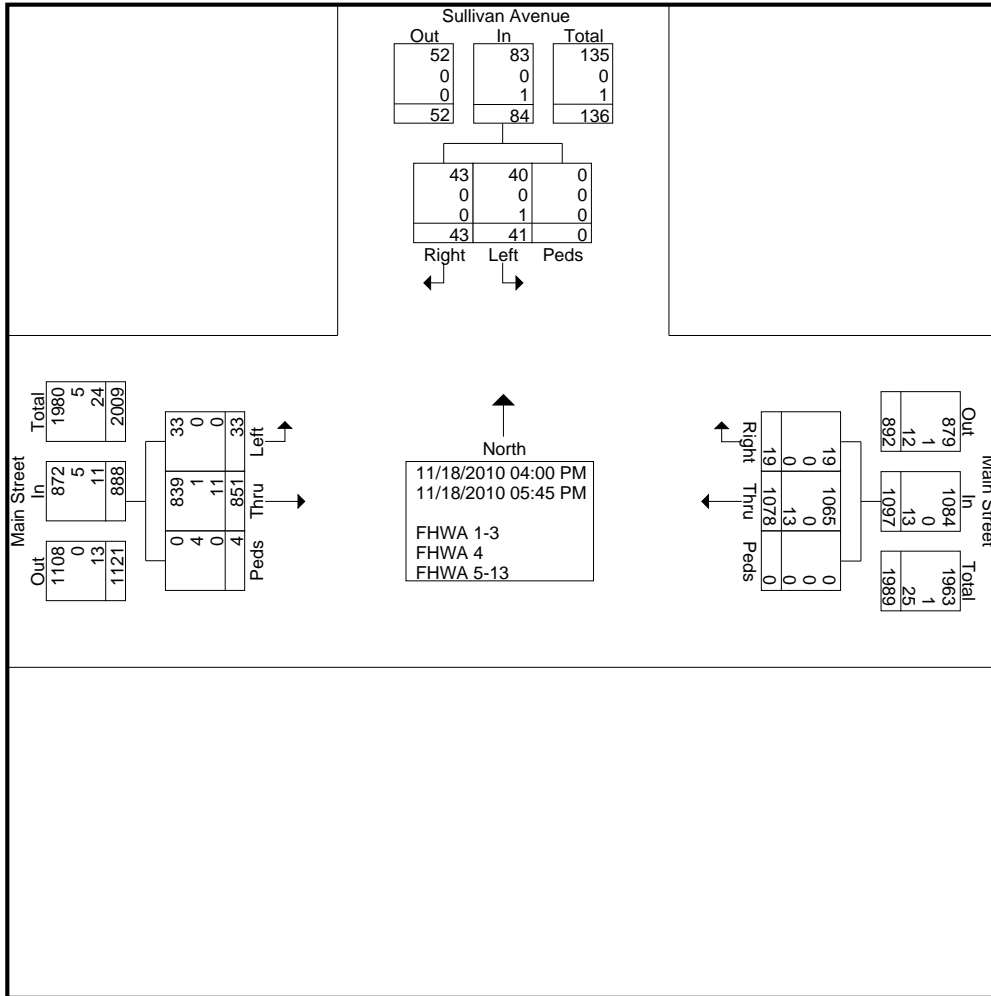 Sullivan Avenue
Out In Total
52 83 135
0 0 0
0 1 1
52 84 136
43 40 0
0 0 0
0 1 0
43 41 0
Right Left Peds
Main Street
Total In Out
1980 872 1108
5 5 0
24 11 13
2009 888 1121
Left Thru Peds
33 839 0
0 1 4
0 11 0
33 851 4
North
11/18/2010 04:00 PM
11/18/2010 05:45 PM
FHWA 1-3
FHWA 4
FHWA 5-13
Right Thru Peds
19 1065 0
0 0 0
0 13 0
19 1078 0
Main Street
Out In Total
879 1084 1963
1 0 1
12 13 25
892 1097 1989